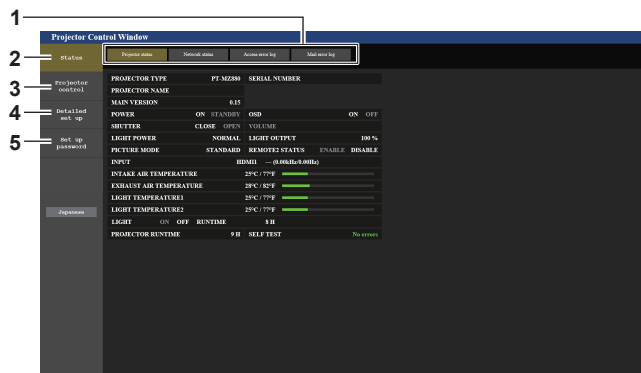 1
Projector Control Window
2
Status
Projector status Network status Access error log Mail error log
3
Projector
control
4
Detailed
set up
5
Set up
password
Japanese
PROJECTOR TYPE PT-MZ880 SERIAL NUMBER
PROJECTOR NAME
MAIN VERSION 0.15
POWER ON STANDBY OSD ON OFF
SHUTTER CLOSE OPEN VOLUME
LIGHT POWER NORMAL LIGHT OUTPUT 100 %
PICTURE MODE STANDARD REMOTE2 STATUS ENABLE DISABLE
INPUT HDMI1 --- (0.00kHz/0.00Hz)
INTAKE AIR TEMPERATURE 25°C / 77°F
EXHAUST AIR TEMPERATURE 28°C / 82°F
LIGHT TEMPERATURE1 25°C / 77°F
LIGHT TEMPERATURE2 25°C / 77°F
LIGHT ON OFF RUNTIME 8 H
PROJECTOR RUNTIME 9 H SELF TEST No errors